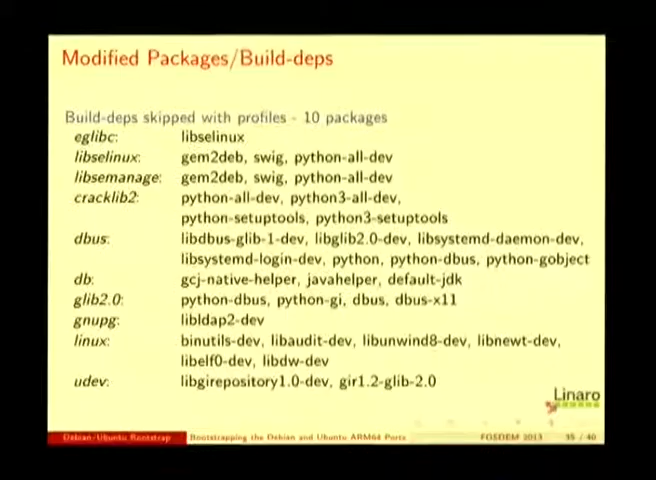 Modified Packages/Build-deps
Build-deps skipped with profiles - 10 packages
eglibc: libselinux
libselinux: gem2deb, swig, python-all-dev
libsemanage: gem2deb, swig, python-all-dev
cracklib2: python-all-dev, python3-all-dev,
python-setuptools, python3-setuptools
dbus: libdbus-glib-1-dev, libglib2.0-dev, libsystemd-daemon-dev,
libsystemd-login-dev, python, python-dbus, python-gobject
db: gcj-native-helper, javahelper, default-jdk
glib2.0: python-dbus, python-gi, dbus, dbus-x11
gnupg: libldap2-dev
linux: binutils-dev, libaudit-dev, libunwind8-dev, libnewt-dev,
libelf0-dev, libdw-dev
udev: libgirepository1.0-dev, gir1.2-glib-2.0
Linaro
Debian/Ubuntu Bootstrap Bootstrapping the Debian and Ubuntu ARM64 Ports FOSDEM 2013 35 / 40